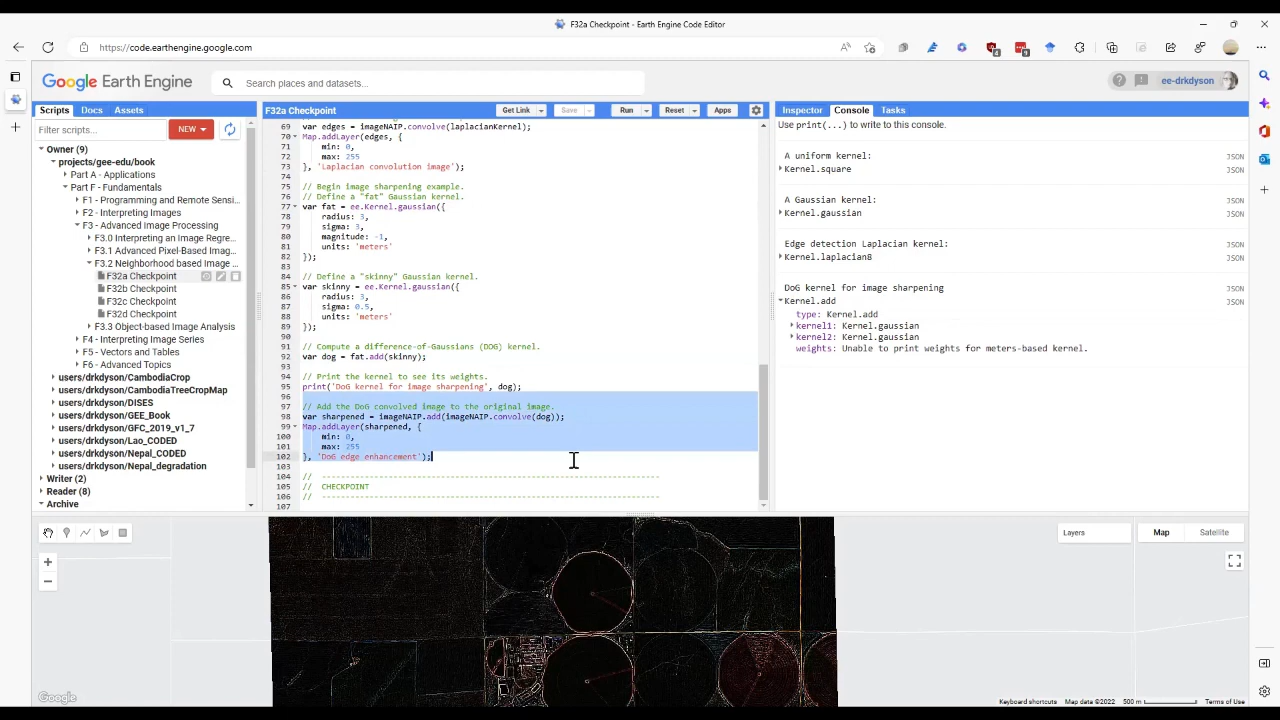 F32a Checkpoint - Earth Engine Code Editor
https://code.earthengine.google.com
Google Earth Engine
Search places and datasets...
ee-drkdyson
Scripts Docs Assets
Filter scripts...
NEW
Owner (9)
projects/gee-edu/book
Part A - Applications
Part F - Fundamentals
F1 - Programming and Remote Sensi...
F2 - Interpreting Images
F3 - Advanced Image Processing
F3.0 Interpreting an Image Regre...
F3.1 Advanced Pixel-Based Imag...
F3.2 Neighborhood based Image ...
F32a Checkpoint
F32b Checkpoint
F32c Checkpoint
F32d Checkpoint
F3.3 Object-based Image Analysis
F4 - Interpreting Image Series
F5 - Vectors and Tables
F6 - Advanced Topics
users/drkdyson/CambodiaCrop
users/drkdyson/CambodiaTreeCropMap
users/drkdyson/DISES
users/drkdyson/GEE_Book
users/drkdyson/GFC_2019_v1_7
users/drkdyson/Lao_CODED
users/drkdyson/Nepal_CODED
users/drkdyson/Nepal_degradation
Writer (2)
Reader (8)
Archive
F32a Checkpoint
Get Link Save Run Reset Apps
69 var edges = imageNAIP.convolve(laplacianKernel);
70 Map.addLayer(edges, {
71 min: 0,
72 max: 255
73 }, 'Laplacian convolution image');
74
75 // Begin image sharpening example.
76 // Define a "fat" Gaussian kernel.
77 var fat = ee.Kernel.gaussian({
78 radius: 3,
79 sigma: 3,
80 magnitude: -1,
81 units: 'meters'
82 });
83
84 // Define a "skinny" Gaussian kernel.
85 var skinny = ee.Kernel.gaussian({
86 radius: 3,
87 sigma: 0.5,
88 units: 'meters'
89 });
90
91 // Compute a difference-of-Gaussians (DOG) kernel.
92 var dog = fat.add(skinny);
93
94 // Print the kernel to see its weights.
95 print('DoG kernel for image sharpening', dog);
96
97 // Add the DoG convolved image to the original image.
98 var sharpened = imageNAIP.add(imageNAIP.convolve(dog));
99 Map.addLayer(sharpened, {
100 min: 0,
101 max: 255
102 }, 'DoG edge enhancement');
103
104 // -----------------------------------------------------------------------
105 // CHECKPOINT
106 // -----------------------------------------------------------------------
107
Inspector Console Tasks
Use print(...) to write to this console.
A uniform kernel: JSON
Kernel.square JSON
A Gaussian kernel: JSON
Kernel.gaussian JSON
Edge detection Laplacian kernel: JSON
Kernel.laplacian8 JSON
DoG kernel for image sharpening JSON
Kernel.add JSON
type: Kernel.add
kernel1: Kernel.gaussian
kernel2: Kernel.gaussian
weights: Unable to print weights for meters-based kernel.
Layers
Map Satellite
Google
Keyboard shortcuts Map data ©2022 500 m Terms of Use